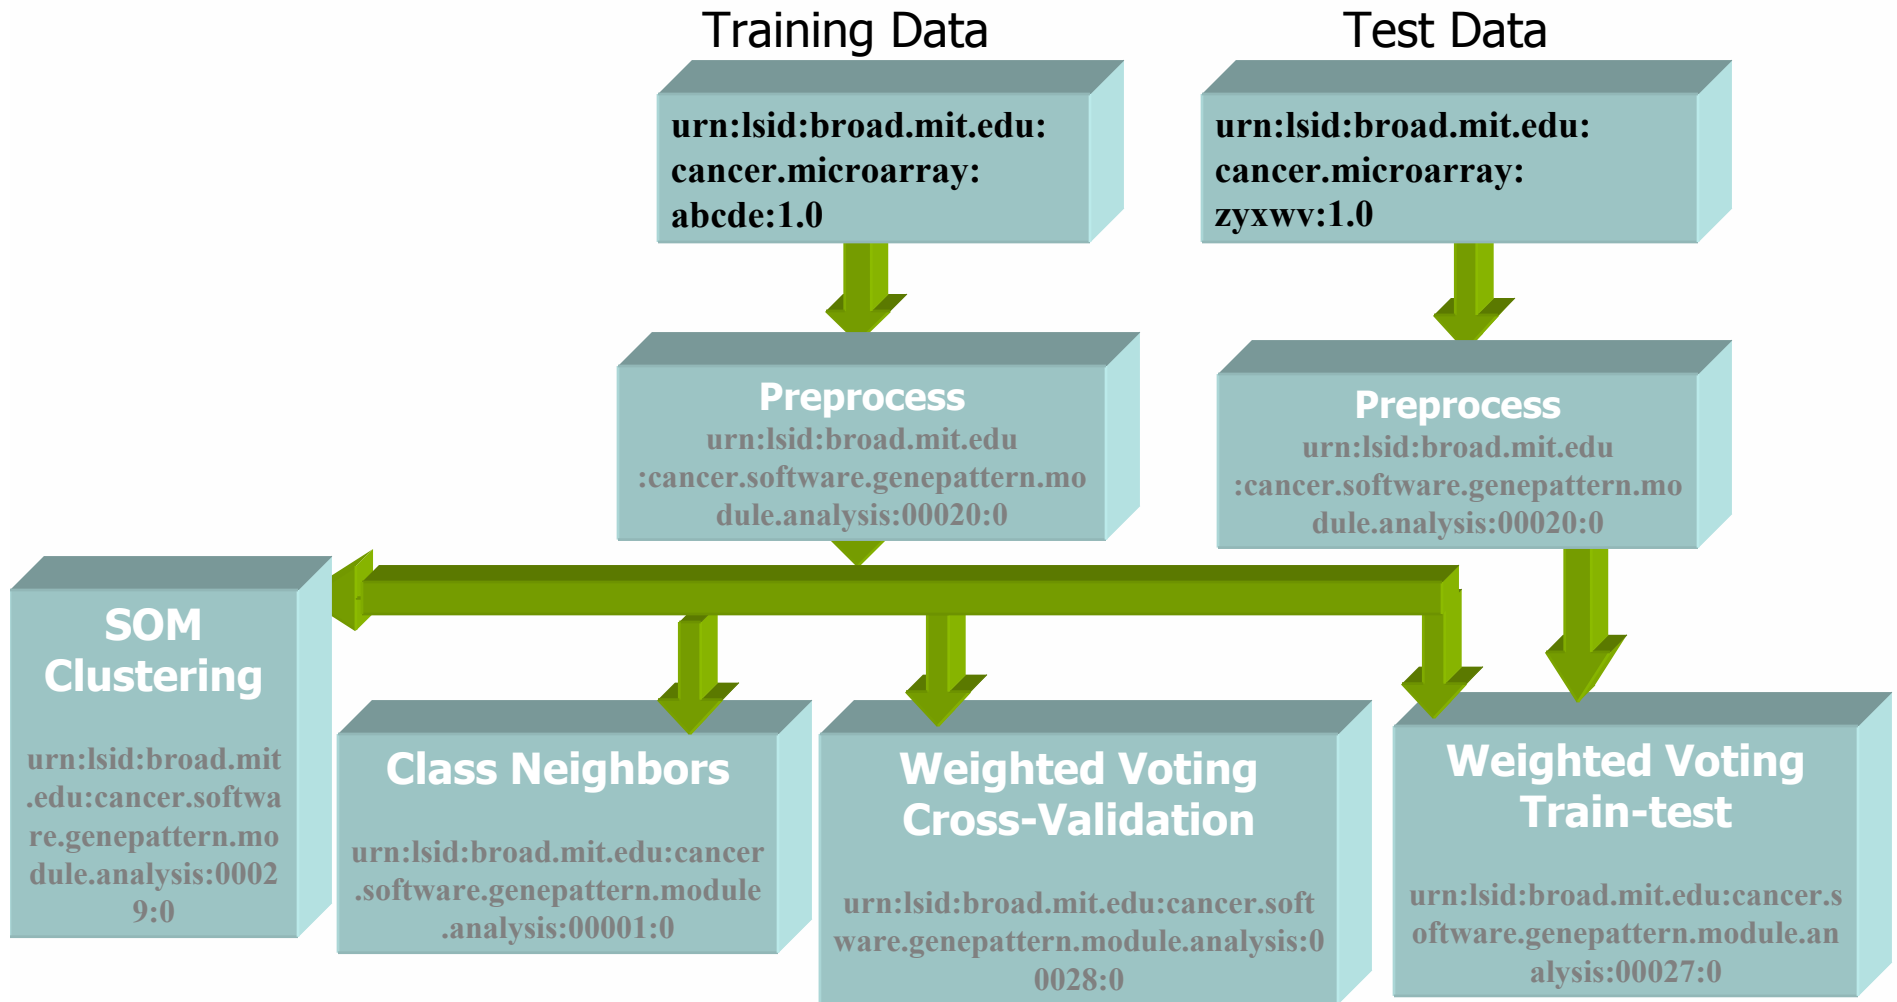 Training Data
Test Data
urn:lsid:broad.mit.edu:
cancer.microarray:
abcde:1.0
urn:lsid:broad.mit.edu:
cancer.microarray:
zyxwv:1.0
Preprocess
urn:lsid:broad.mit.edu
:cancer.software.genepattern.mo
dule.analysis:00020:0
Preprocess
urn:lsid:broad.mit.edu
:cancer.software.genepattern.mo
dule.analysis:00020:0
SOM
Clustering
urn:lsid:broad.mit
.edu:cancer.softwa
re.genepattern.mo
dule.analysis:0002
9:0
Class Neighbors
urn:lsid:broad.mit.edu:cancer
.software.genepattern.module
.analysis:00001:0
Weighted Voting
Cross-Validation
urn:lsid:broad.mit.edu:cancer.soft
ware.genepattern.module.analysis:0
0028:0
Weighted Voting
Train-test
urn:lsid:broad.mit.edu:cancer.s
oftware.genepattern.module.an
alysis:00027:0